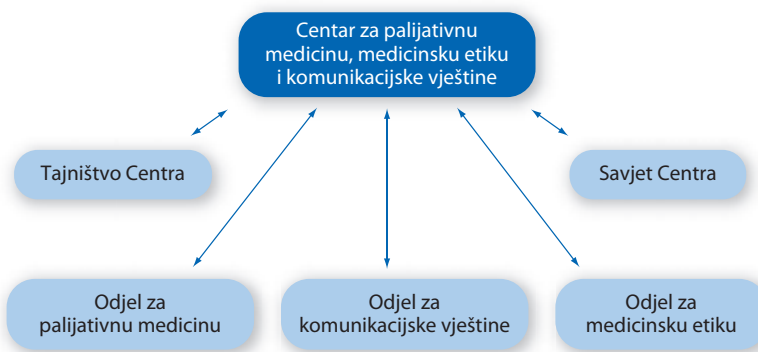 Centar za palijativnu
medicinu, medicinsku etiku
i komunikacijske vještine
Tajništvo Centra
Savjet Centra
Odjel za
palijativnu medicinu
Odjel za
komunikacijske vještine
Odjel za
medicinsku etiku